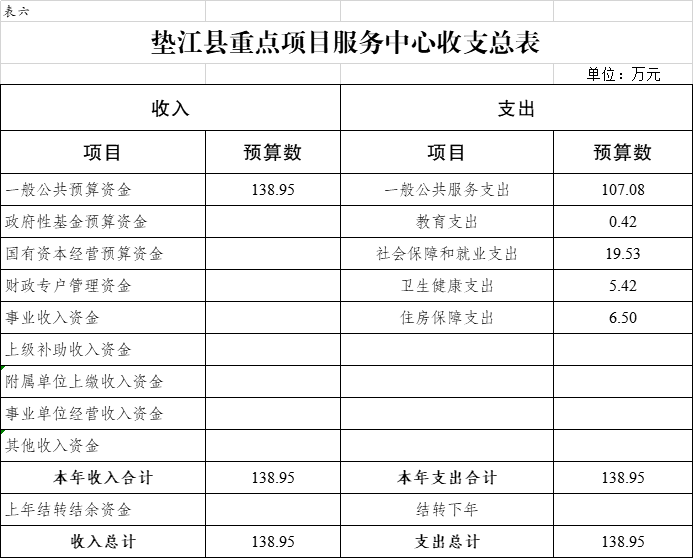 表六
垫江县重点项目服务中心收支总表
单位：万元
收入 支出
项目 预算数 项目 预算数
一般公共预算资金 138.95 一般公共服务支出 107.08
政府性基金预算资金 教育支出 0.42
国有资本经营预算资金 社会保障和就业支出 19.53
财政专户管理资金 卫生健康支出 5.42
事业收入资金 住房保障支出 6.50
上级补助收入资金
附属单位上缴收入资金
事业单位经营收入资金
其他收入资金
本年收入合计 138.95 本年支出合计 138.95
上年结转结余资金 结转下年
收入总计 138.95 支出总计 138.95